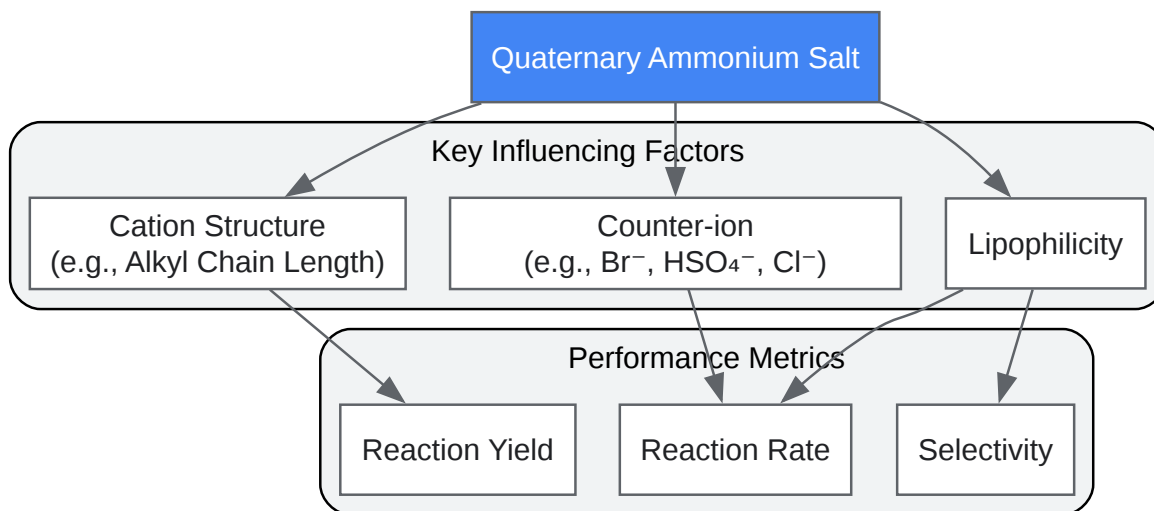 Quaternary Ammonium Salt
Key Influencing Factors
Cation Structure
(e.g., Alkyl Chain Length)
Counter-ion
(e.g., Br⁻, HSO₄⁻, Cl⁻)
Lipophilicity
Performance Metrics
Reaction Yield
Reaction Rate
Selectivity